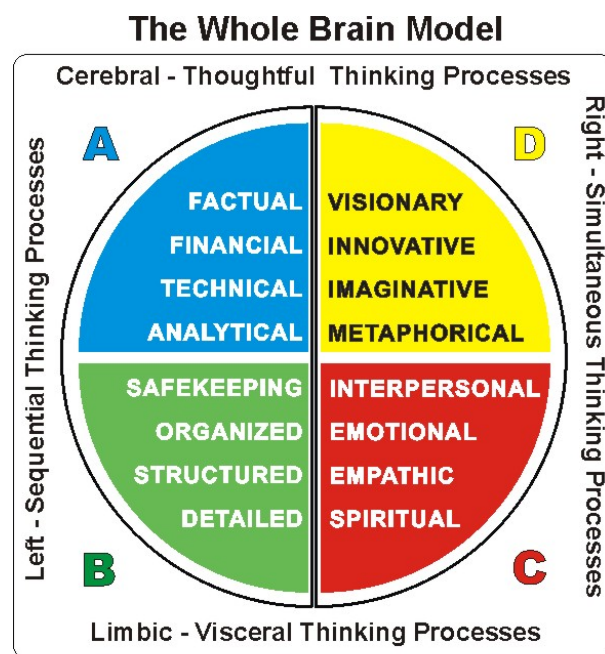 The Whole Brain Model
Cerebral - Thoughtful Thinking Processes
Left - Sequential Thinking Processes
A
FACTUAL
FINANCIAL
TECHNICAL
ANALYTICAL
D
VISIONARY
INNOVATIVE
IMAGINATIVE
METAPHORICAL
B
SAFEKEEPING
ORGANIZED
STRUCTURED
DETAILED
C
INTERPERSONAL
EMOTIONAL
EMPATHIC
SPIRITUAL
Right - Simultaneous Thinking Processes
Limbic - Visceral Thinking Processes